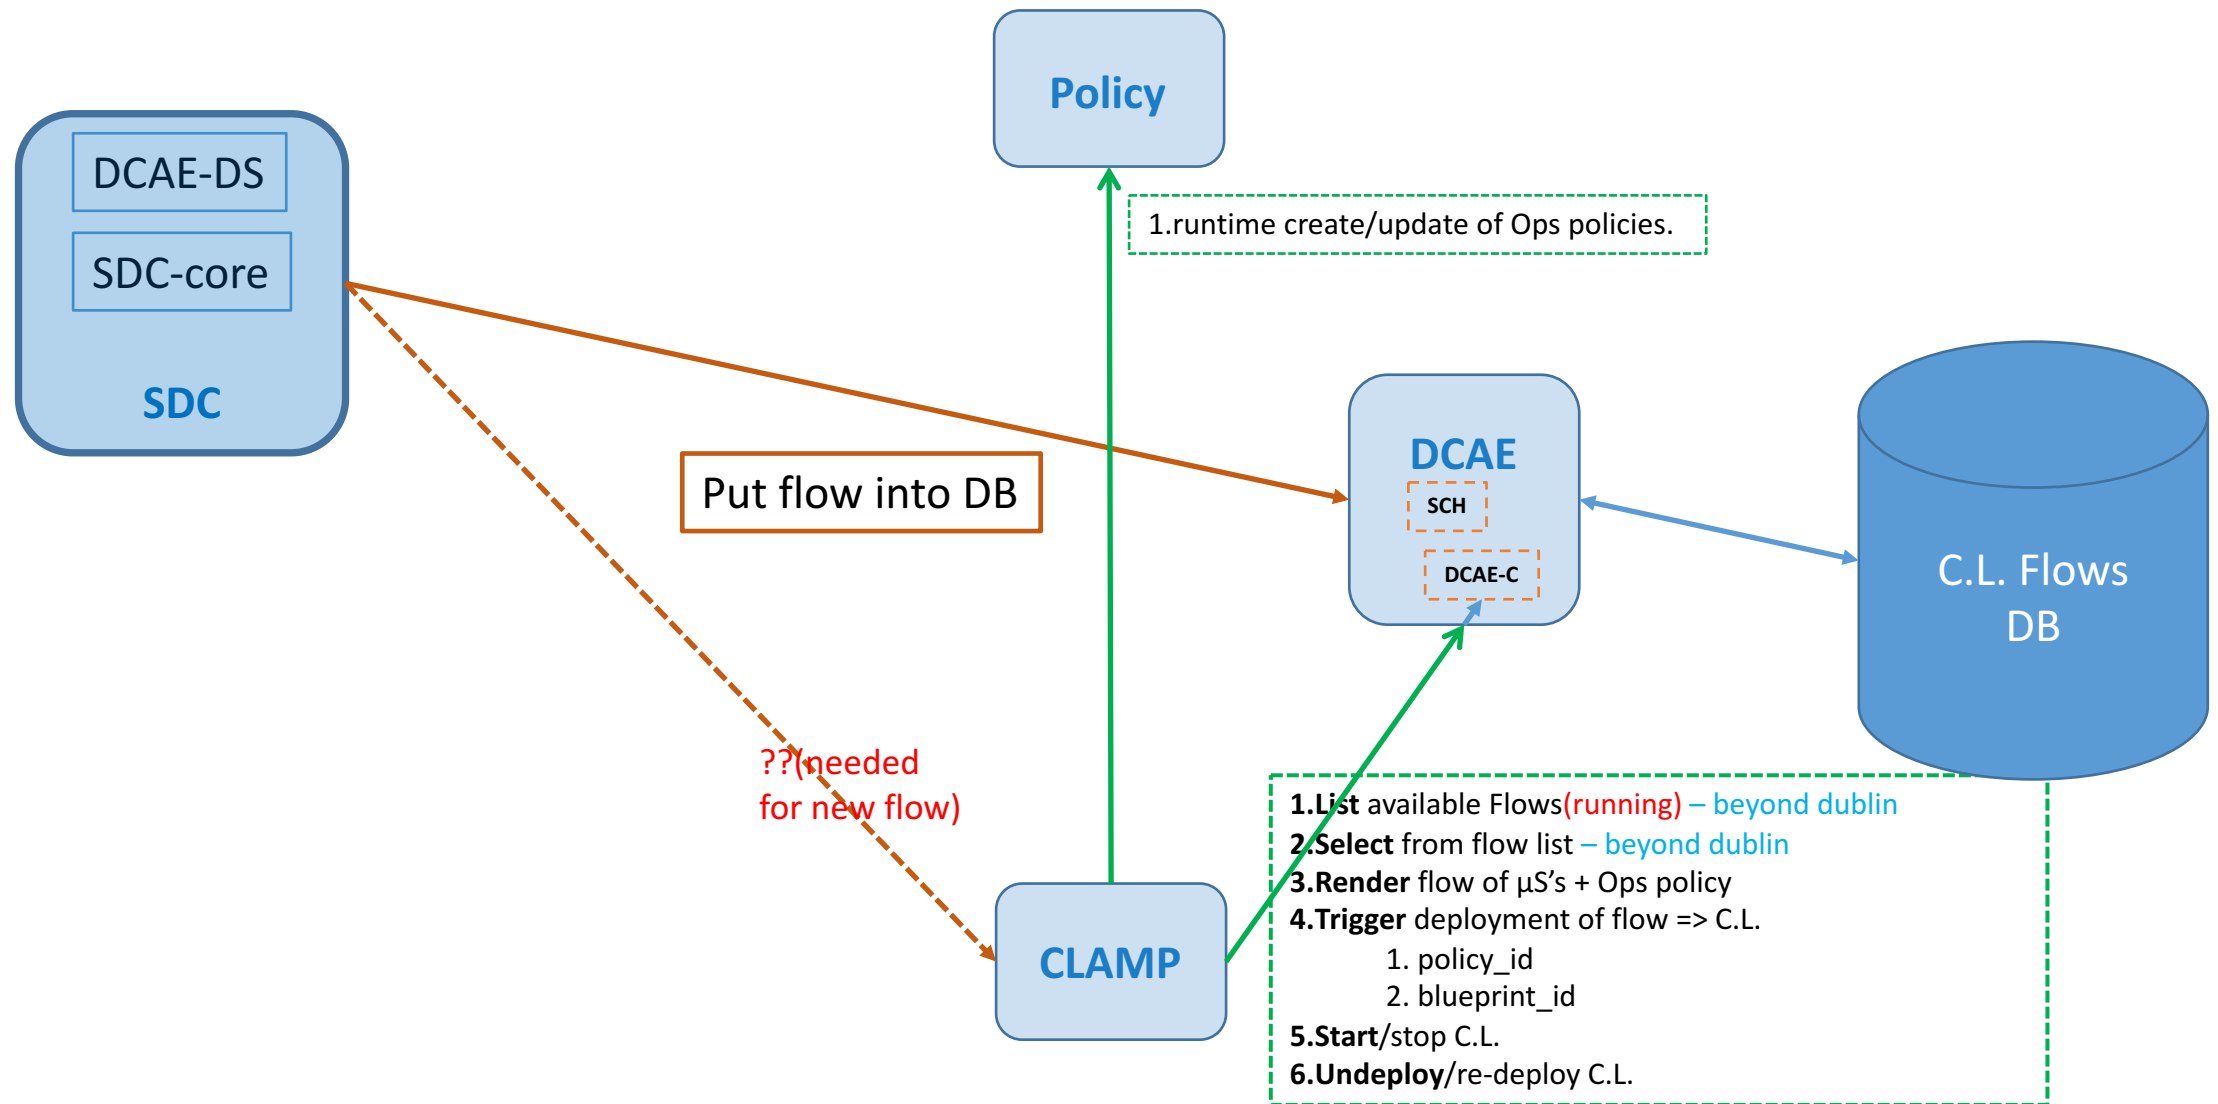 Policy
DCAE-DS
SDC-core
SDC
1.runtime create/update of Ops policies.
Put flow into DB
DCAE
SCH
DCAE-C
C.L. Flows
DB
??(needed
for new flow)
CLAMP
1.List available Flows(running) – beyond dublin
2.Select from flow list – beyond dublin
3.Render flow of µS’s + Ops policy
4.Trigger deployment of flow => C.L.
1. policy_id
2. blueprint_id
5.Start/stop C.L.
6.Undeploy/re-deploy C.L.